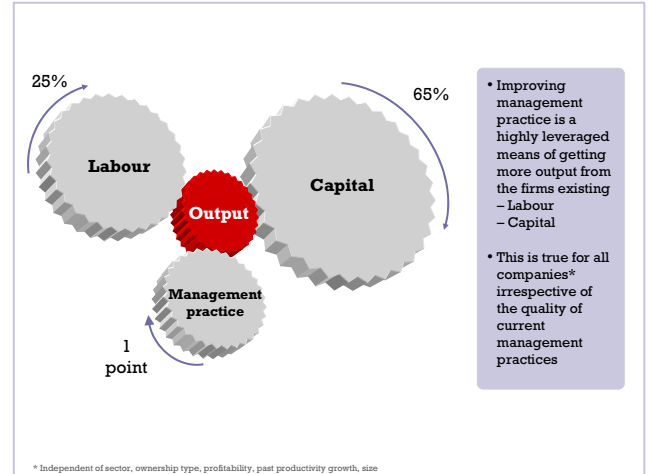 25%
65%
Labour
Capital
Output
Management
practice
1
point
• Improving
management
practice is a
highly leveraged
means of getting
more output from
the firms existing
– Labour
– Capital
• This is true for all
companies*
irrespective of
the quality of
current
management
practices
* Independent of sector, ownership type, profitability, past productivity growth, size